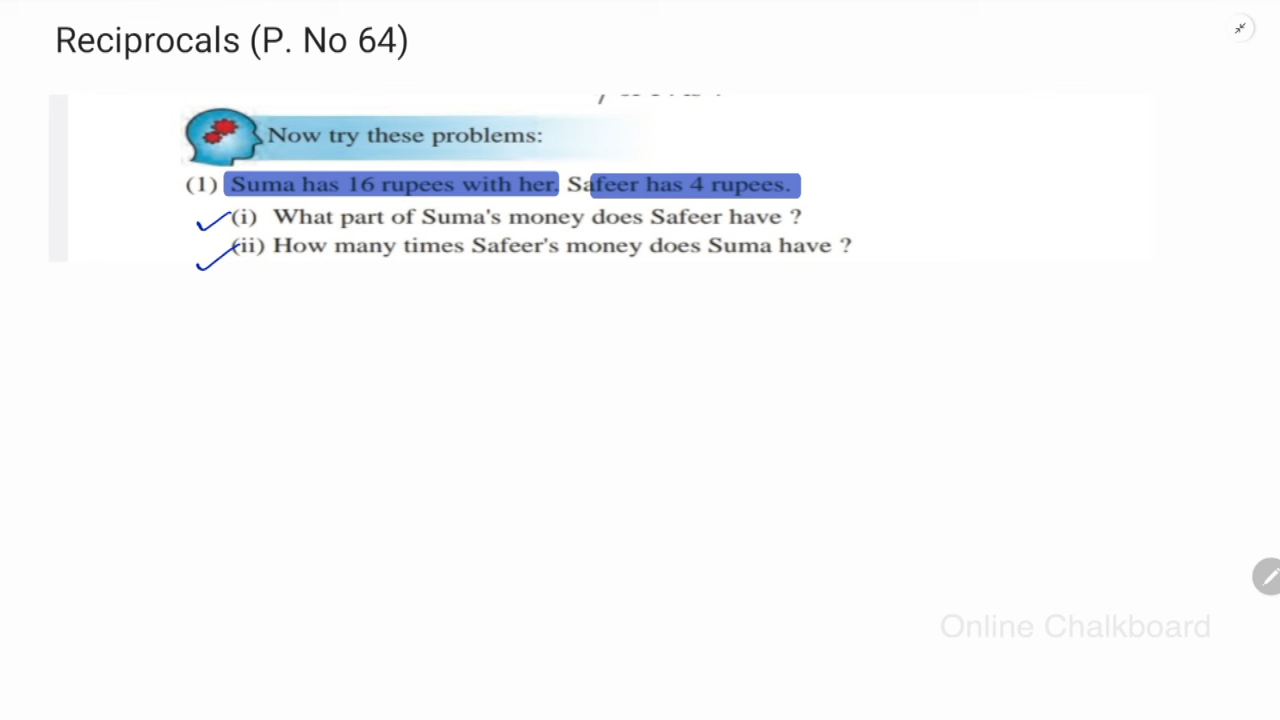 Reciprocals (P. No 64)
Now try these problems:
(1) Suma has 16 rupees with her. Safeer has 4 rupees.
(i) What part of Suma's money does Safeer have ?
(ii) How many times Safeer's money does Suma have ?
Online Chalkboard